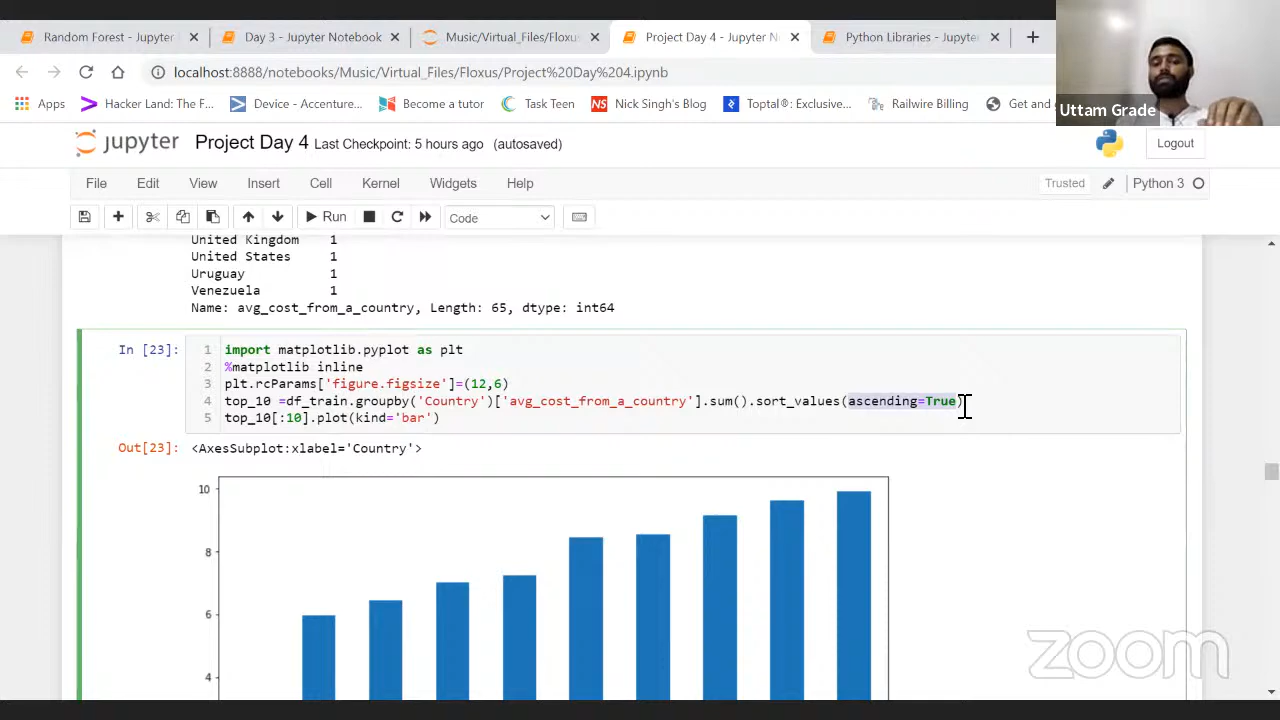 Random Forest - Jupyter
Day 3 - Jupyter Notebook
Music/Virtual_Files/Floxus
Project Day 4 - Jupyter N
Python Libraries - Jupyte
localhost:8888/notebooks/Music/Virtual_Files/Floxus/Project%20Day%204.ipynb
Apps
Hacker Land: The F...
Device - Accenture...
Become a tutor
Task Teen
NS Nick Singh's Blog
Toptal®: Exclusive...
Railwire Billing
Get and
Uttam Grade
jupyter Project Day 4 Last Checkpoint: 5 hours ago (autosaved)
Logout
File Edit View Insert Cell Kernel Widgets Help
Trusted
Python 3
Run
Code
United Kingdom 1
United States 1
Uruguay 1
Venezuela 1
Name: avg_cost_from_a_country, Length: 65, dtype: int64
In [23]:
1 import matplotlib.pyplot as plt
2 %matplotlib inline
3 plt.rcParams['figure.figsize']=(12,6)
4 top_10 =df_train.groupby('Country')['avg_cost_from_a_country'].sum().sort_values(ascending=True)
5 top_10[:10].plot(kind='bar')
Out[23]: <AxesSubplot:xlabel='Country'>
10
8
6
4
zoom